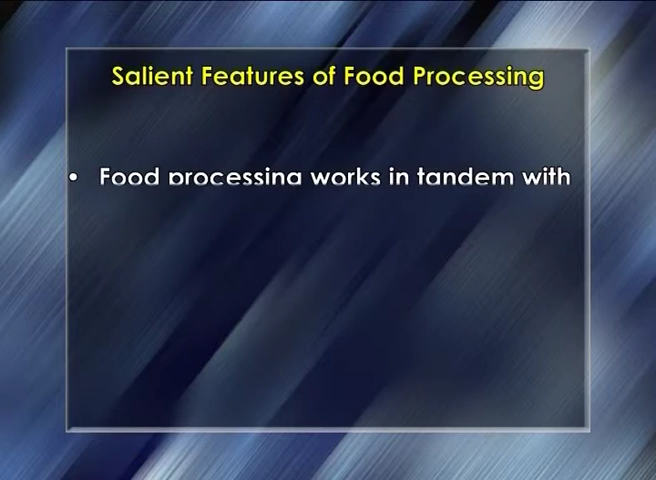 Salient Features of Food Processing
• Food processing works in tandem with